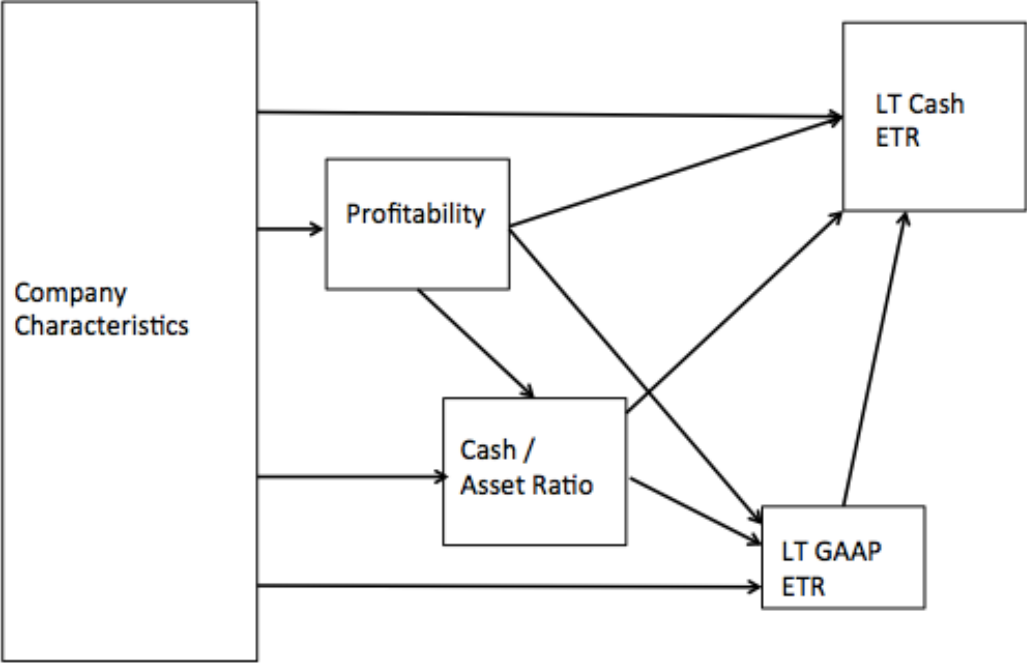 LT Cash
ETR
Profitability
Company
Characteristics
Cash /
Asset Ratio
LT GAAP
ETR